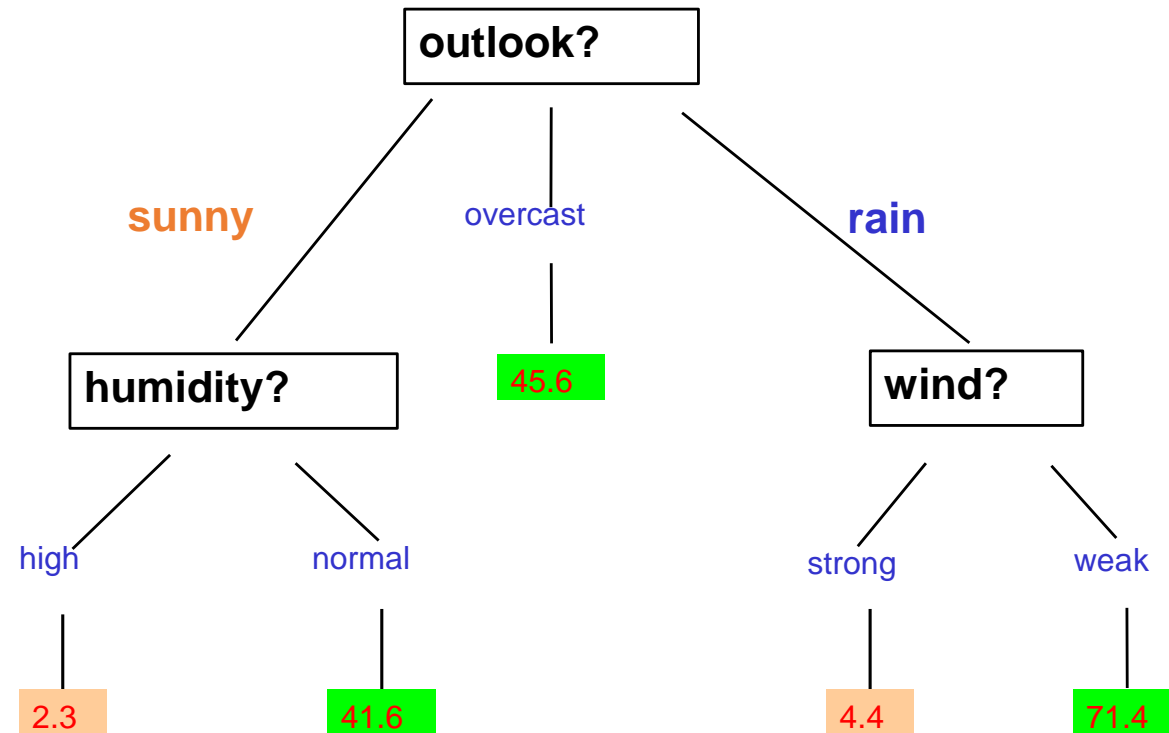 outlook?
sunny
overcast
rain
humidity?
45.6
wind?
high
normal
strong
weak
2.3
41.6
4.4
71.4